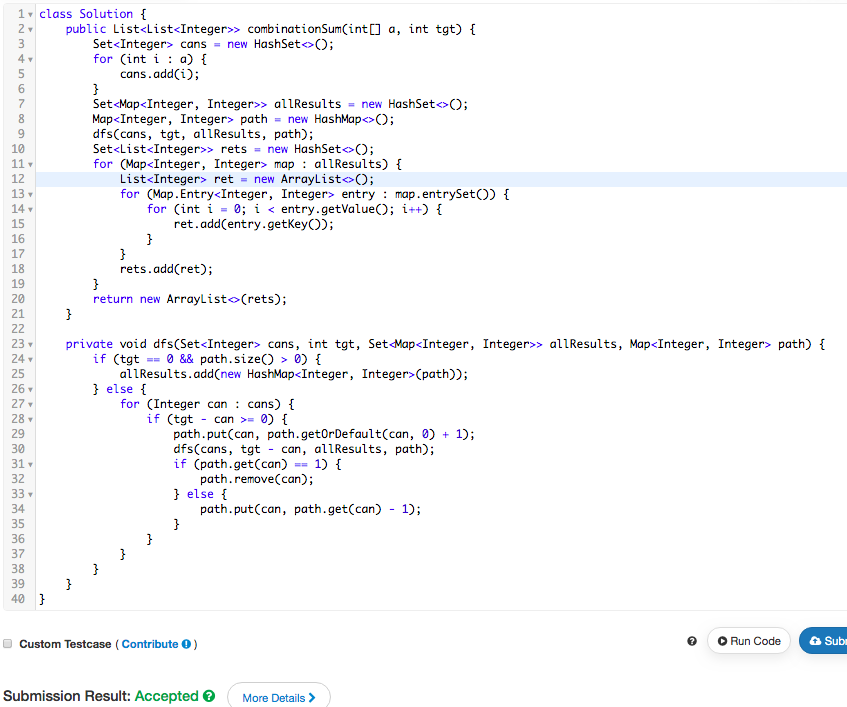 1 class Solution {
2     public List<List<Integer>> combinationSum(int[] a, int tgt) {
3         Set<Integer> cans = new HashSet<>();
4         for (int i : a) {
5             cans.add(i);
6         }
7         Set<Map<Integer, Integer>> allResults = new HashSet<>();
8         Map<Integer, Integer> path = new HashMap<>();
9         dfs(cans, tgt, allResults, path);
10         Set<List<Integer>> rets = new HashSet<>();
11         for (Map<Integer, Integer> map : allResults) {
12             List<Integer> ret = new ArrayList<>();
13             for (Map.Entry<Integer, Integer> entry : map.entrySet()) {
14                 for (int i = 0; i < entry.getValue(); i++) {
15                     ret.add(entry.getKey());
16                 }
17             }
18             rets.add(ret);
19         }
20         return new ArrayList<>(rets);
21     }
22
23     private void dfs(Set<Integer> cans, int tgt, Set<Map<Integer, Integer>> allResults, Map<Integer, Integer> path) {
24         if (tgt == 0 && path.size() > 0) {
25             allResults.add(new HashMap<Integer, Integer>(path));
26         } else {
27             for (Integer can : cans) {
28                 if (tgt - can >= 0) {
29                     path.put(can, path.getOrDefault(can, 0) + 1);
30                     dfs(cans, tgt - can, allResults, path);
31                     if (path.get(can) == 1) {
32                         path.remove(can);
33                     } else {
34                         path.put(can, path.get(can) - 1);
35                     }
36                 }
37             }
38         }
39     }
40 }
Custom Testcase ( Contribute )
Run Code
Subm
Submission Result: Accepted
More Details